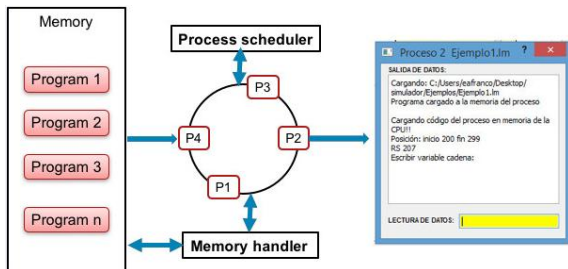 Memory
Program 1
Program 2
Program 3
Program n
Process scheduler
P3
P4
P2
P1
Memory handler
Proceso 2 Ejemplo1.lm
?
SALIDA DE DATOS:
Cargando: C:/Users/eafranco/Desktop/
simulador/Ejemplos/Ejemplo1.lm
Programa cargado a la memoria del proceso
Cargando código del proceso en memoria de la
CPU!!
Posición: inicio 200 fin 299
RS 207
Escribir variable cadena:
LECTURA DE DATOS: